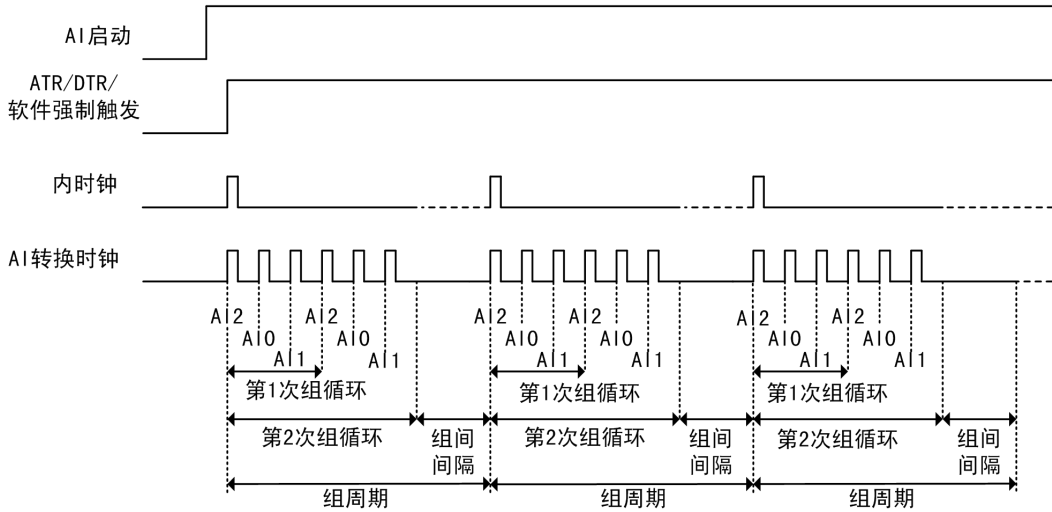 AI启动
ATR/DTR/
软件强制触发
内时钟
AI转换时钟
AI2 AI2 AI2 AI2 AI2 AI2
AI0 AI0 AI0 AI0 AI0 AI0
AI1 AI1 AI1 AI1 AI1 AI1
第1次组循环 第1次组循环 第1次组循环
第2次组循环 组间 第2次组循环 组间 第2次组循环 组间
间隔 间隔 间隔
组周期 组周期 组周期